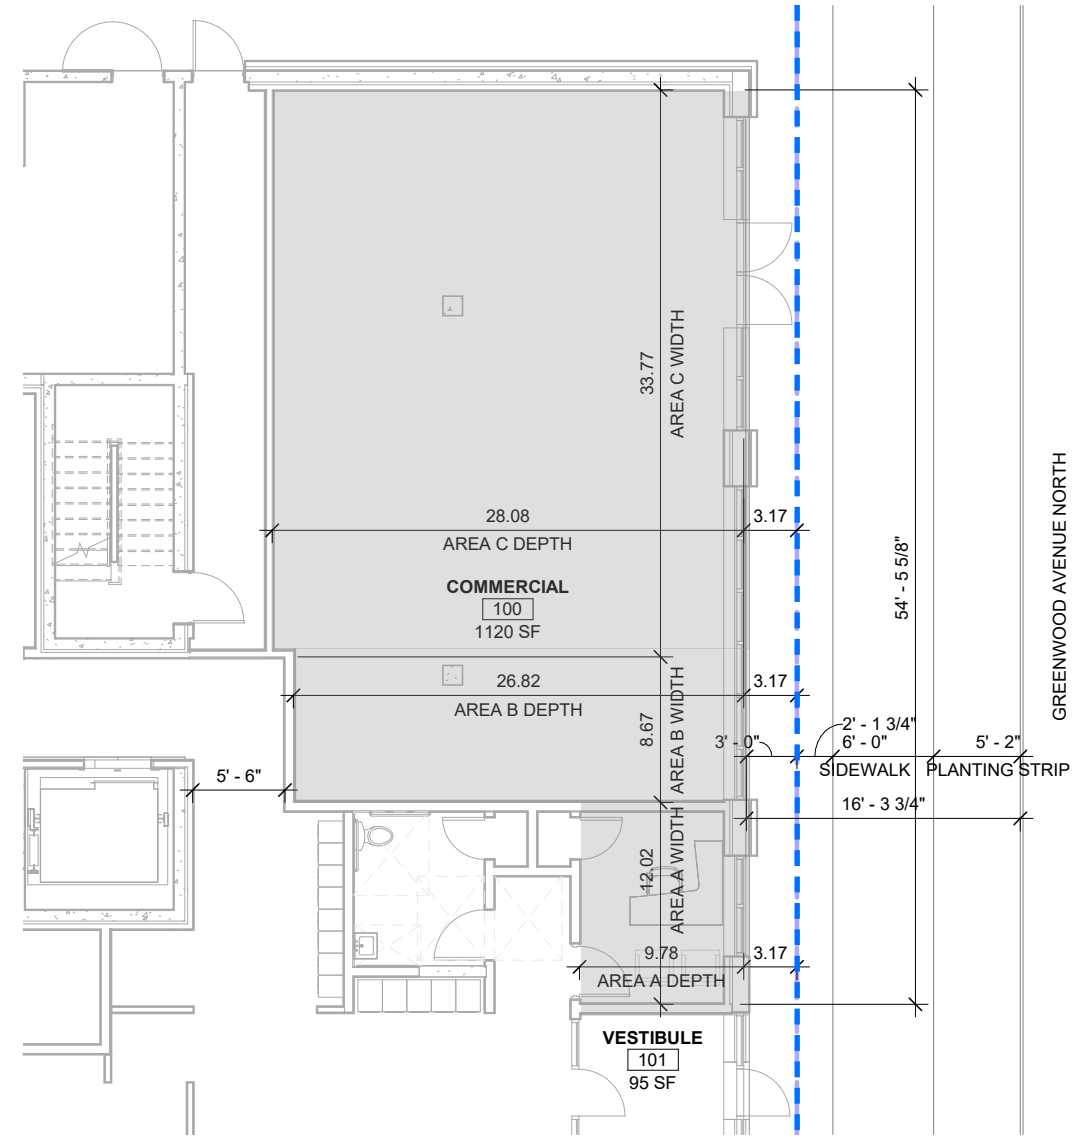 33.77
AREA C WIDTH
28.08
AREA C DEPTH
3.17
COMMERCIAL
100
1120 SF
54' - 5 5/8"
GREENWOOD AVENUE NORTH
26.82
AREA B DEPTH
3.17
8.67
AREA B WIDTH
3' - 0"
2' - 1 3/4"
6' - 0"
SIDEWALK
5' - 2"
PLANTING STRIP
5' - 6"
16' - 3 3/4"
12.02
AREA A WIDTH
9.78
AREA A DEPTH
3.17
VESTIBULE
101
95 SF